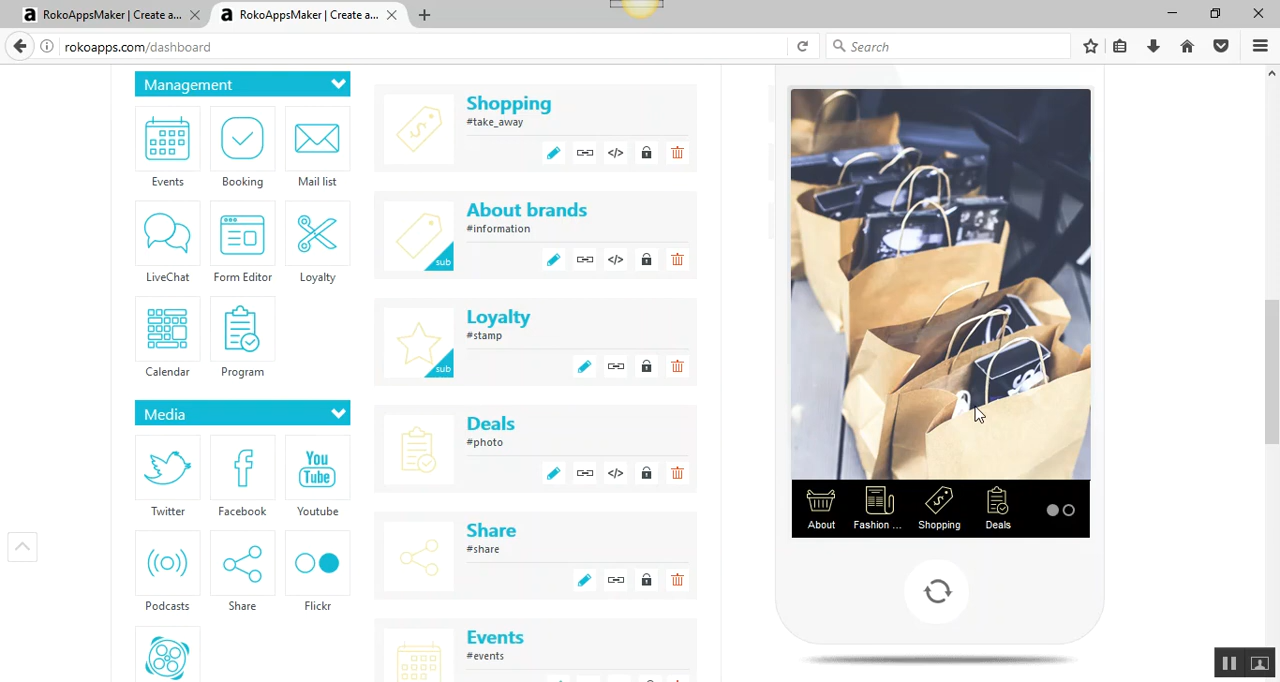 RokoAppsMaker | Create a...
RokoAppsMaker | Create a...
rokoapps.com/dashboard
Search
Management
Events
Booking
Mail list
LiveChat
Form Editor
Loyalty
Calendar
Program
Media
You
Tube
Twitter
Facebook
Youtube
Podcasts
Share
Flickr
Shopping
#take_away
About brands
#information
sub
Loyalty
#stamp
sub
Deals
#photo
Share
#share
Events
#events
About
Fashion ...
Shopping
Deals